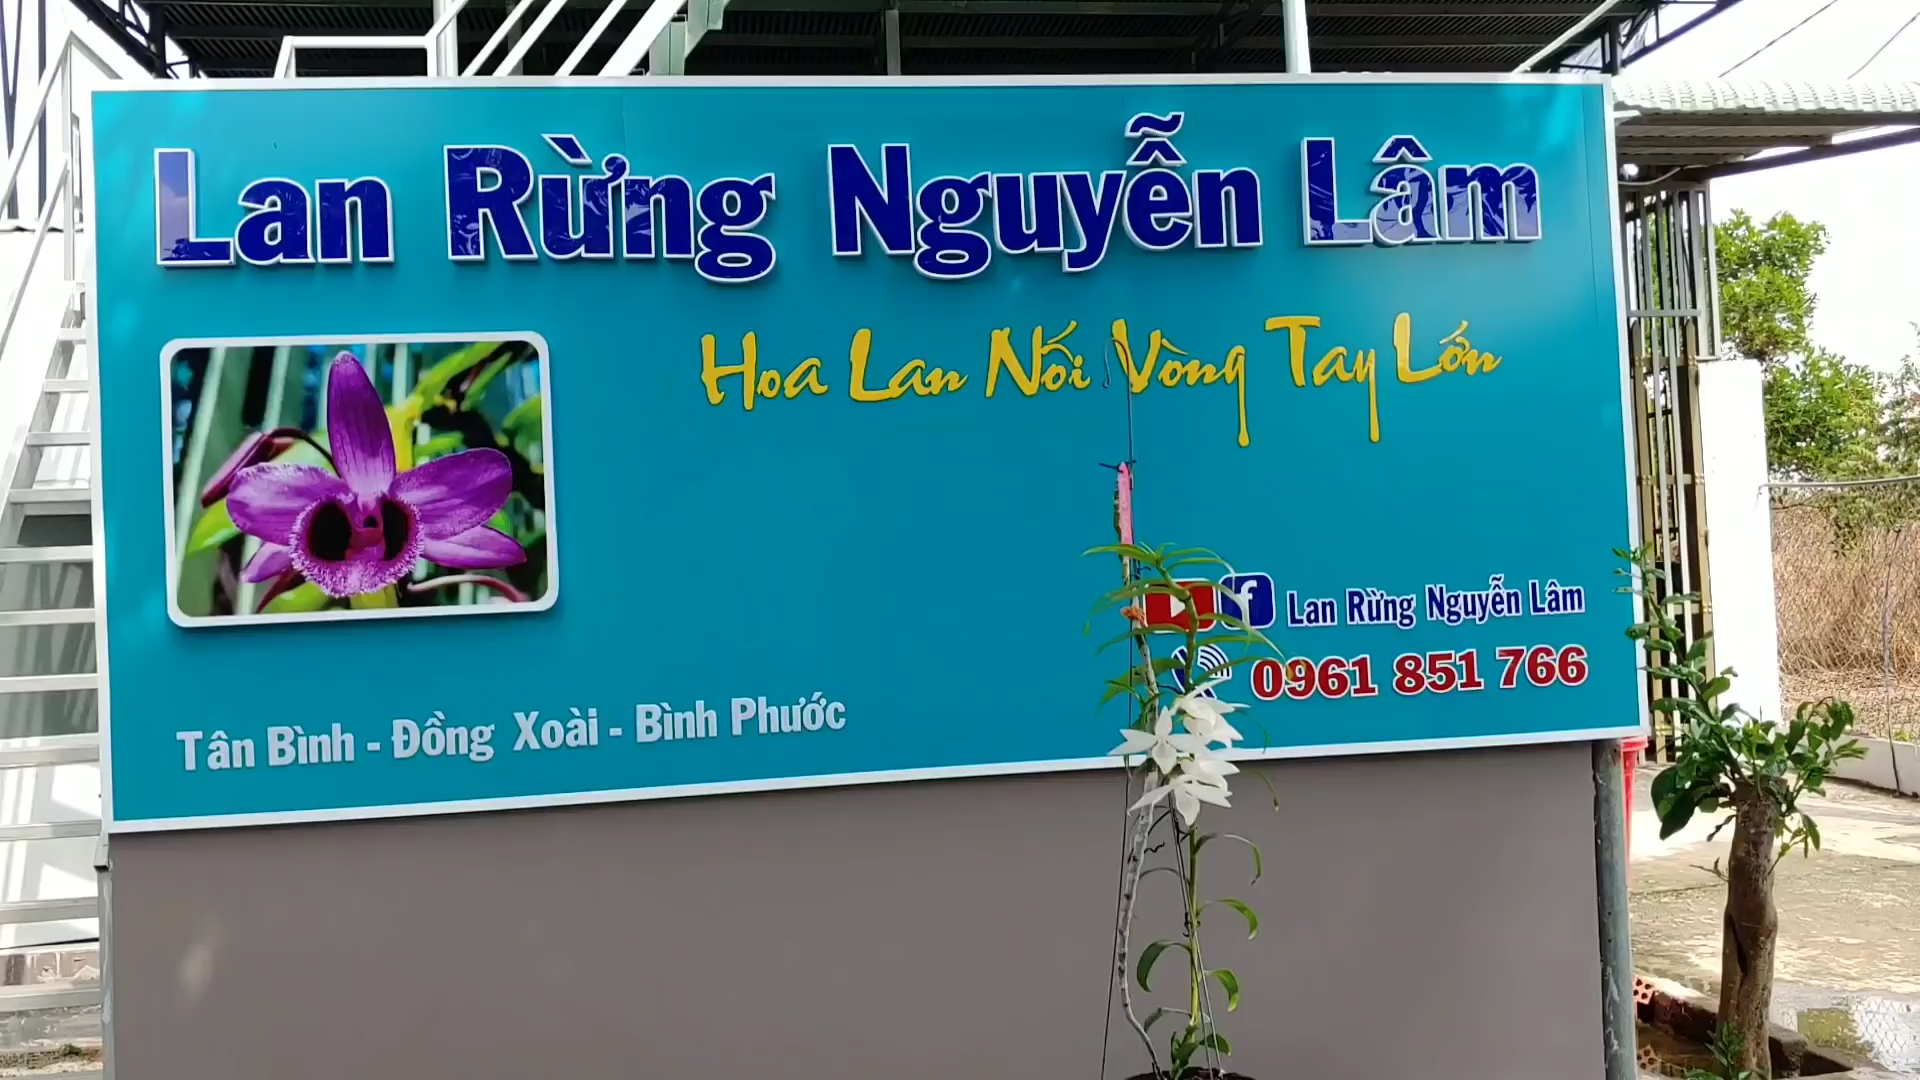 Lan Rừng Nguyễn Lâm
Hoa Lan Nối Vòng Tay Lớn
Lan Rừng Nguyễn Lâm
0961 851 766
Tân Bình - Đồng Xoài - Bình Phước